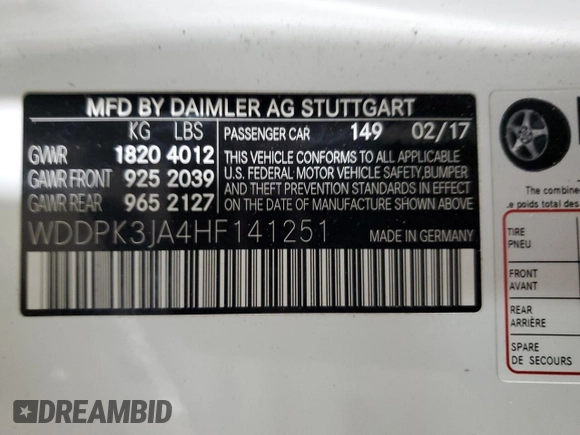 MFD BY DAIMLER AG STUTTGART
KG LBS
GVWR 1820 4012
GAWR FRONT 925 2039
GAWR REAR 965 2127
PASSENGER CAR 149 02/17
THIS VEHICLE CONFORMS TO ALL APPLICABLE
U.S. FEDERAL MOTOR VEHICLE SAFETY, BUMPER
AND THEFT PREVENTION STANDARDS IN EFFECT
ON THE DATE OF MANUFACTURE SHOWN ABOVE.
WDDPK3JA4HF141251 MADE IN GERMANY
The combine
e poids total des
TIRE
PNEU
FRONT
AVANT
REAR
ARRIÈRE
SPARE
DE SECOURS
DREAMBID